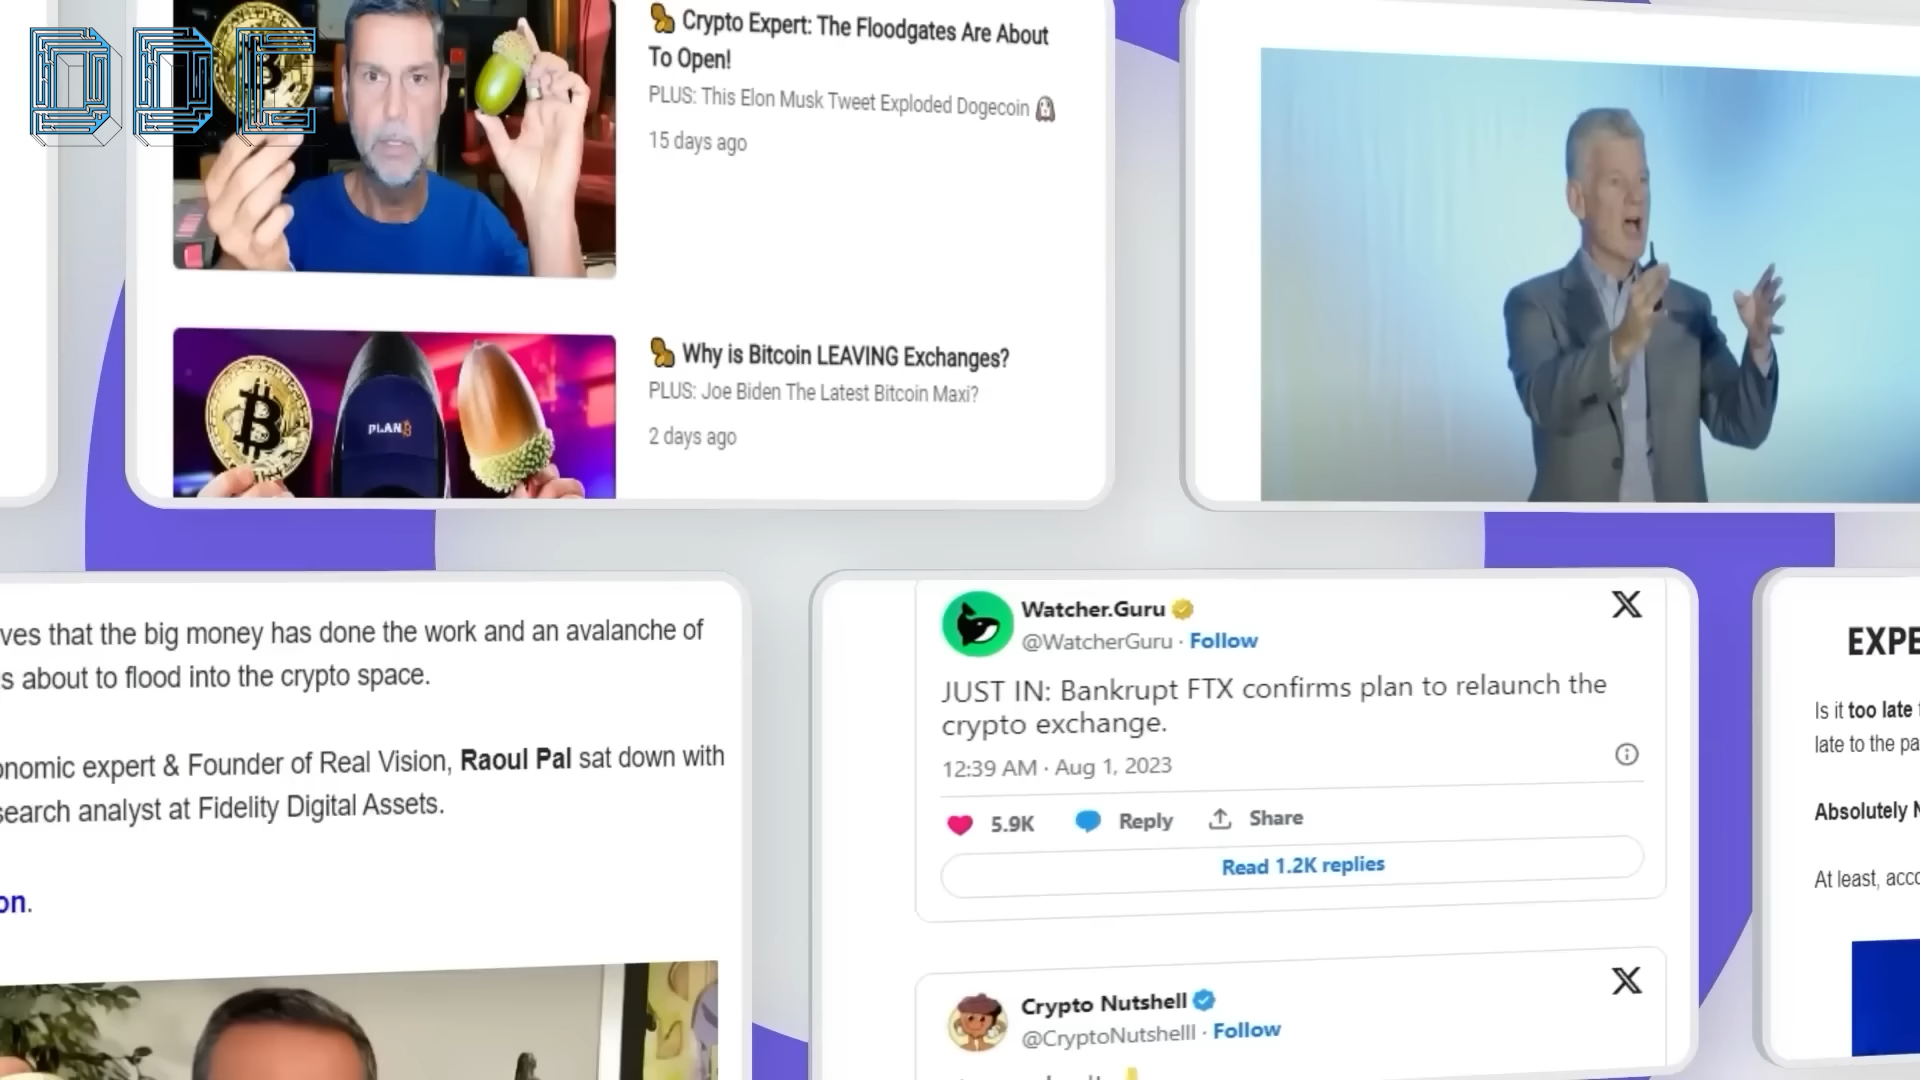 DDE
🥜 Crypto Expert: The Floodgates Are About
To Open!
PLUS: This Elon Musk Tweet Exploded Dogecoin
15 days ago
🥜 Why is Bitcoin LEAVING Exchanges?
PLUS: Joe Biden The Latest Bitcoin Maxi?
2 days ago
PLANB
ves that the big money has done the work and an avalanche of
s about to flood into the crypto space.
onomic expert & Founder of Real Vision, Raoul Pal sat down with
search analyst at Fidelity Digital Assets.
on.
Watcher.Guru
@WatcherGuru · Follow
JUST IN: Bankrupt FTX confirms plan to relaunch the
crypto exchange.
12:39 AM · Aug 1, 2023
5.9K Reply Share
Read 1.2K replies
Crypto Nutshell
@CryptoNutshelll · Follow
EXPE
Is it too late
late to the pa
Absolutely N
At least, acco